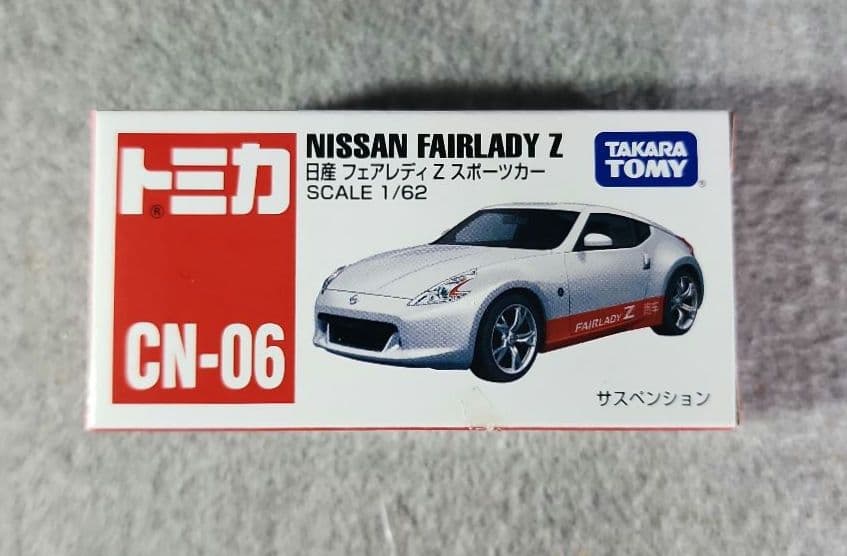 トミカ®
CN-06
NISSAN FAIRLADY Z
日産 フェアレディ Z スポーツカー
SCALE 1/62
TAKARA
TOMY®
FAIRLADY Z
サスペンション